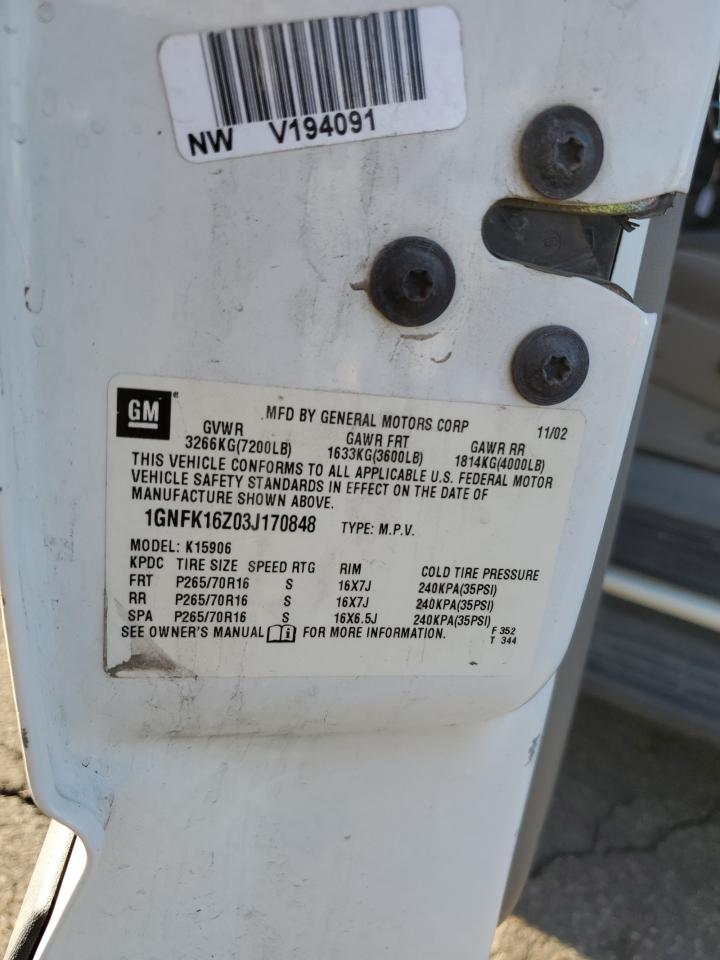 NW V194091
GM
MFD BY GENERAL MOTORS CORP 11/02
GVWR GAWR FRT GAWR RR
3266KG(7200LB) 1633KG(3600LB) 1814KG(4000LB)
THIS VEHICLE CONFORMS TO ALL APPLICABLE U.S. FEDERAL MOTOR
VEHICLE SAFETY STANDARDS IN EFFECT ON THE DATE OF
MANUFACTURE SHOWN ABOVE.
1GNFK16Z03J170848 TYPE: M.P.V.
MODEL: K15906
KPDC TIRE SIZE SPEED RTG RIM COLD TIRE PRESSURE
FRT P265/70R16 S 16X7J 240KPA(35PSI)
RR P265/70R16 S 16X7J 240KPA(35PSI)
SPA P265/70R16 S 16X6.5J 240KPA(35PSI)
SEE OWNER'S MANUAL FOR MORE INFORMATION.
F 352
T 344